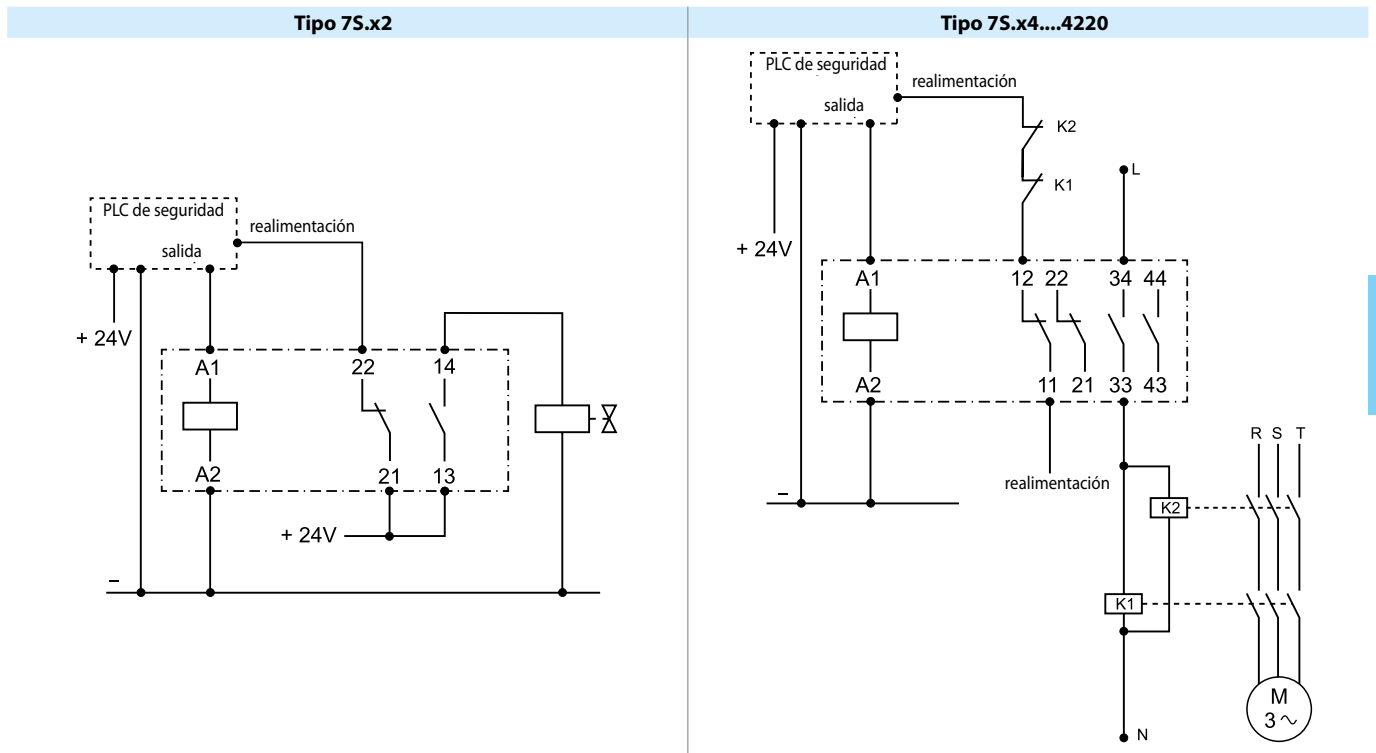 Tipo 7S.x2
PLC de seguridad
salida
realimentación
+ 24V
A1
22
14
A2
21
13
+ 24V
–
Tipo 7S.x4....4220
PLC de seguridad
salida
realimentación
K2
K1
L
+ 24V
A1
12 22 34 44
A2
11 21 33 43
realimentación
–
R S T
K2
K1
M
3 ~
N